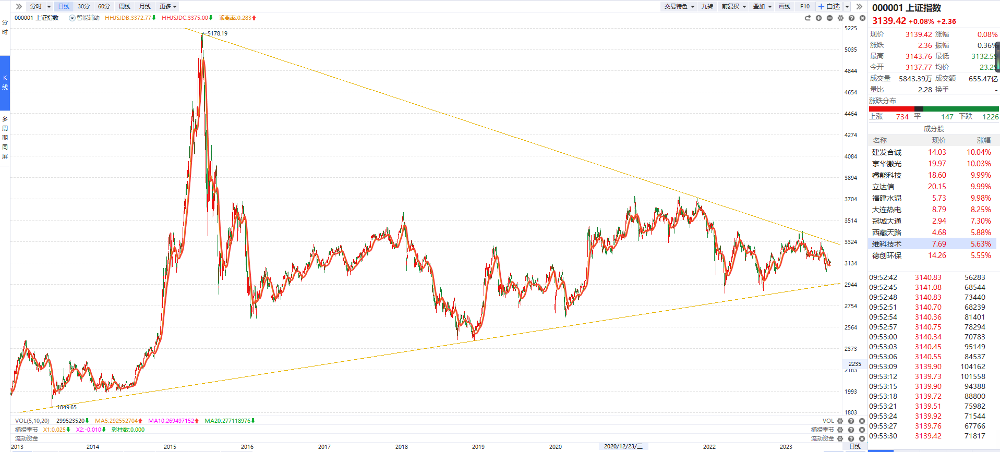 分时 日线 30分 60分 周线 月线 更多 交易特色 九转 前复权 叠加 画线 F10 自选
000001 上证指数 智能辅助 HHJSJDB:3372.77 HHJSJDC:3375.00 乖离率:0.283
分时
K线
多周期同屏
5178.19
1849.65
5225
5035
4844
4654
4464
4274
4084
3894
3704
3514
3324
3134
2944
2754
2564
2373
2235
2183
1993
1803
VOL(5,10,20) 299523520 MA5:292552704 MA10:269497152 MA20:277118976 VOL
捕捞季节 X1:0.025 X2:-0.010 彩柱数:0.000 捕捞季节
流动资金 流动资金
2013 2014 2015 2016 2017 2018 2019 2020 2020/12/23/三 2022 2023 日线
000001 上证指数
3139.42 +0.08% +2.36
现价 3139.42 涨幅 0.08%
涨跌 2.36 振幅 0.36%
最高 3143.76 最低 3132.59
今开 3137.77 均价 23.29
成交量 5843.39万 成交额 655.47亿
量比 2.28 换手 -
涨跌分布
上涨 734 平 147 下跌 1226
成分股
名称 现价 涨幅
建发合诚 14.03 10.04%
京华激光 19.97 10.03%
睿能科技 18.60 9.99%
立达信 20.15 9.99%
福建水泥 5.73 9.98%
大连热电 8.79 8.25%
冠城大通 2.94 7.30%
西藏天路 4.68 5.88%
维科技术 7.69 5.63%
德创环保 14.26 5.55%
09:52:42 3140.83 56283
09:52:45 3141.08 68544
09:52:48 3140.83 73440
09:52:51 3140.70 68239
09:52:54 3140.36 81401
09:52:57 3140.75 78294
09:53:00 3140.34 70783
09:53:03 3140.45 95149
09:53:06 3140.55 84537
09:53:09 3139.90 104162
09:53:12 3139.73 101558
09:53:15 3139.90 94388
09:53:18 3139.72 88800
09:53:21 3139.51 75982
09:53:24 3139.92 71544
09:53:27 3139.76 67766
09:53:30 3139.42 71817